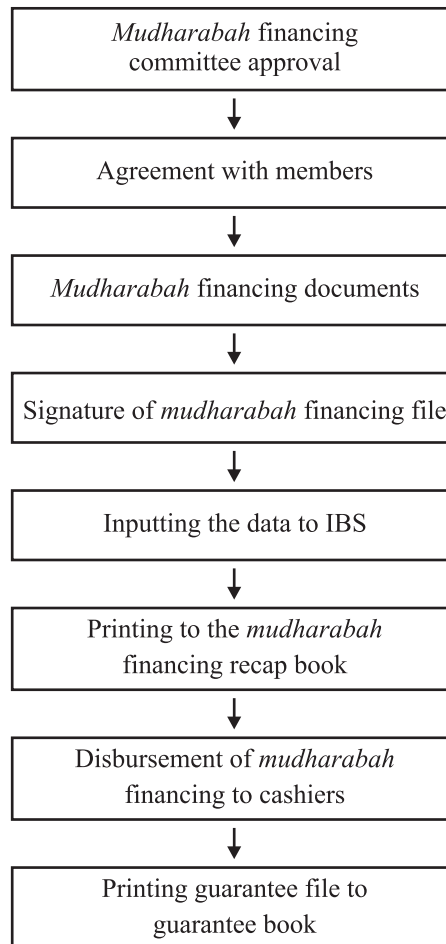 Mudharabah financing
committee approval
Agreement with members
Mudharabah financing documents
Signature of mudharabah financing file
Inputting the data to IBS
Printing to the mudharabah
financing recap book
Disbursement of mudharabah
financing to cashiers
Printing guarantee file to
guarantee book